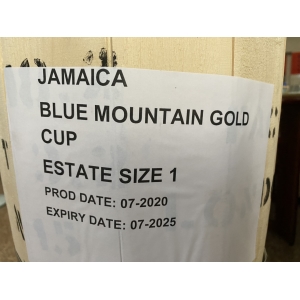 JAMAICA
BLUE MOUNTAIN GOLD
CUP
ESTATE SIZE 1
PROD DATE: 07-2020
EXPIRY DATE: 07-2025